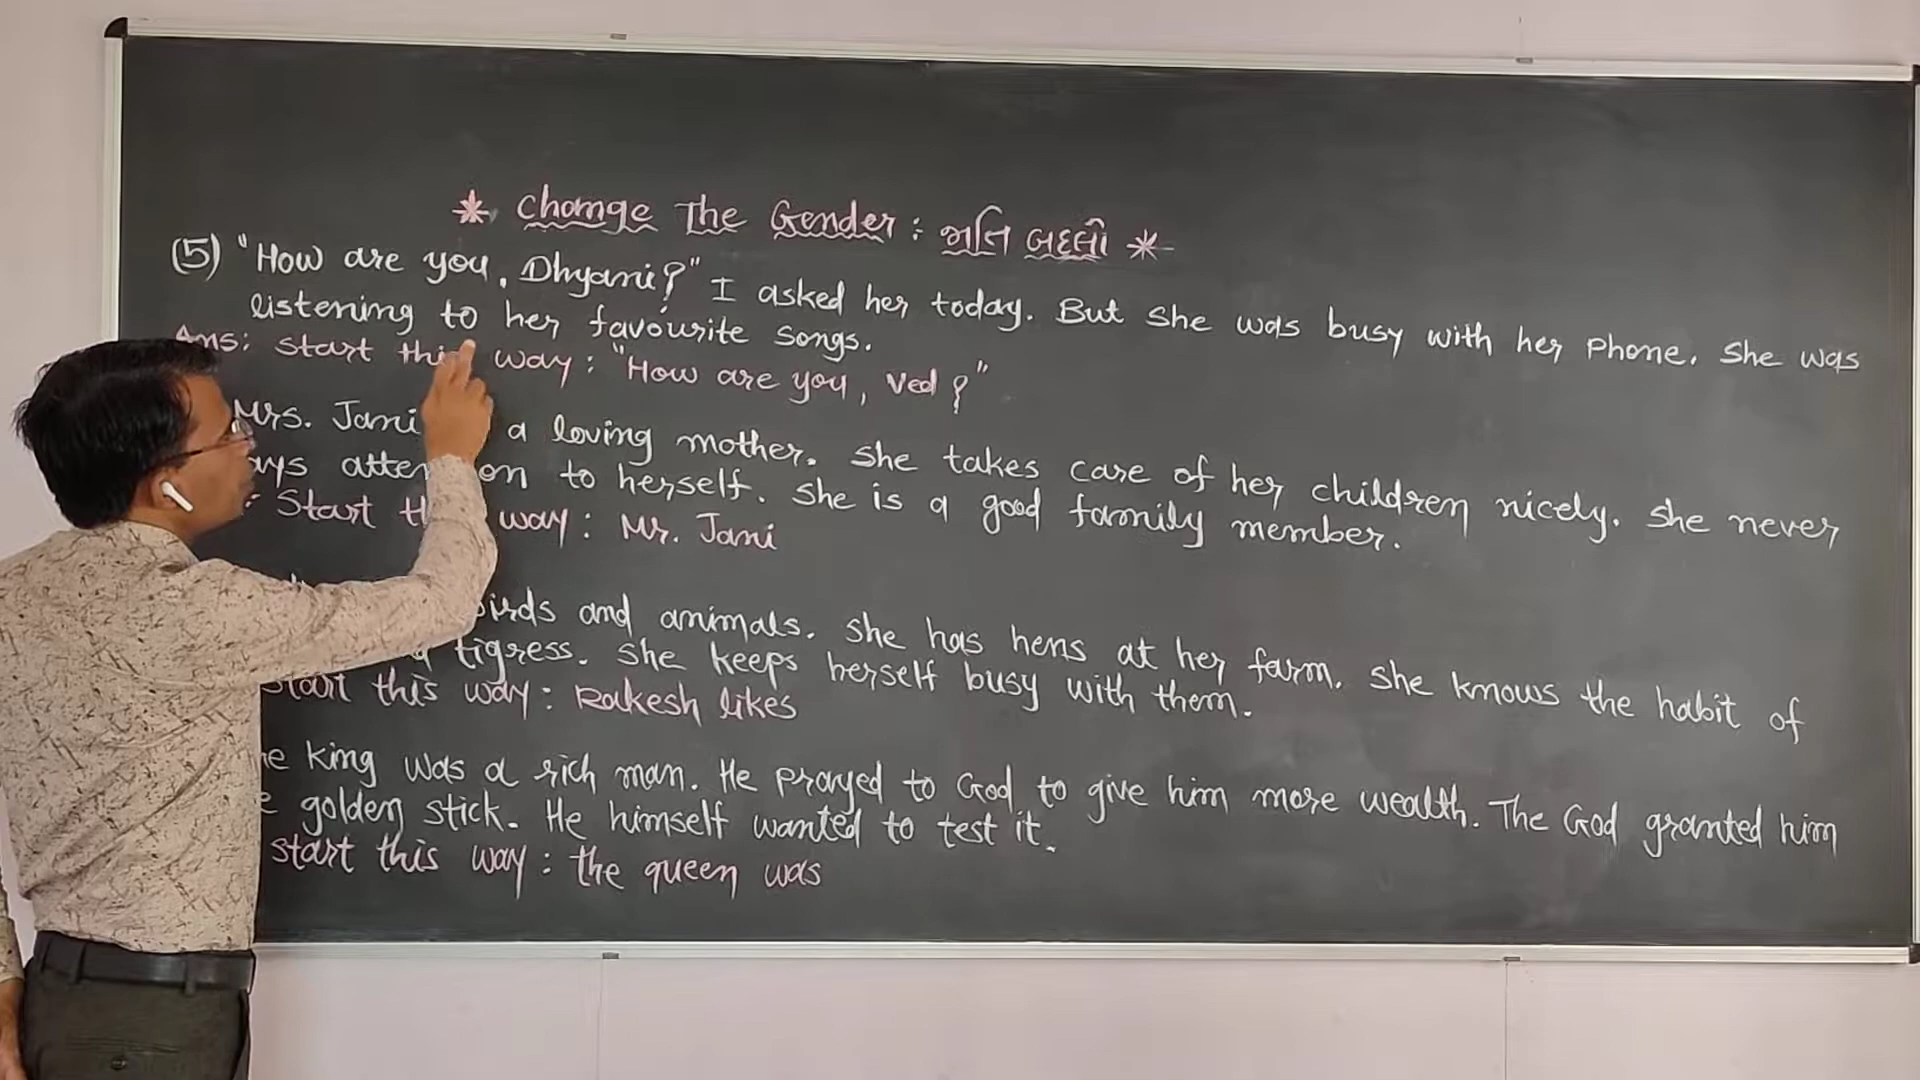 * Change The Gender : જાતિ બદલો *
(5) "How are you, Dhyani?" I asked her today. But she was busy with her phone. She was
listening to her favourite songs.
Ans: start this way : "How are you, Ved ?"
Mrs. Jani a loving mother. She takes care of her children nicely. She never
attention to herself. She is a good family member.
: Start this way : Mr. Jani
birds and animals. She has hens at her farm. She knows the habit of
tigress. She keeps herself busy with them.
start this way : Rakesh likes
king was a rich man. He prayed to God to give him more wealth. The God granted him
golden stick. He himself wanted to test it.
start this way : the queen was